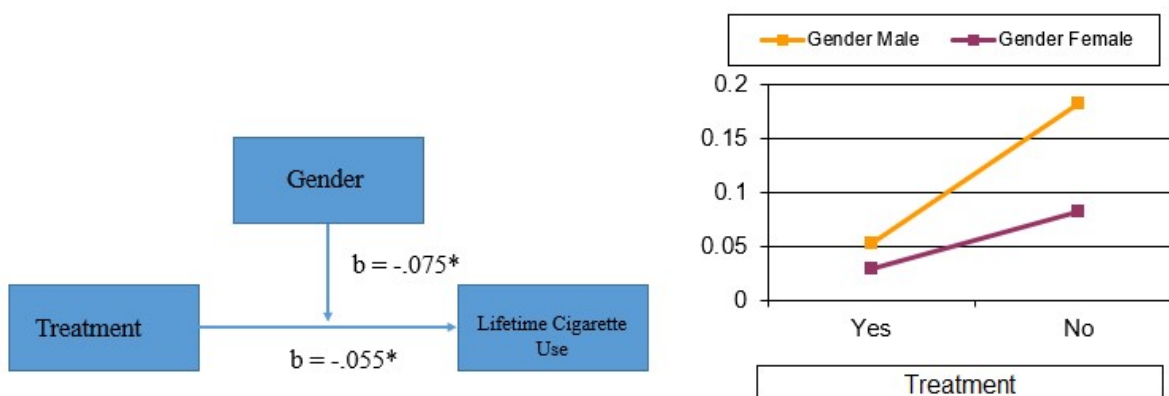 Gender
b = -.075*
Treatment
Lifetime Cigarette
Use
b = -.055*
Gender Male
Gender Female
0.2
0.15
0.1
0.05
0
Yes
No
Treatment